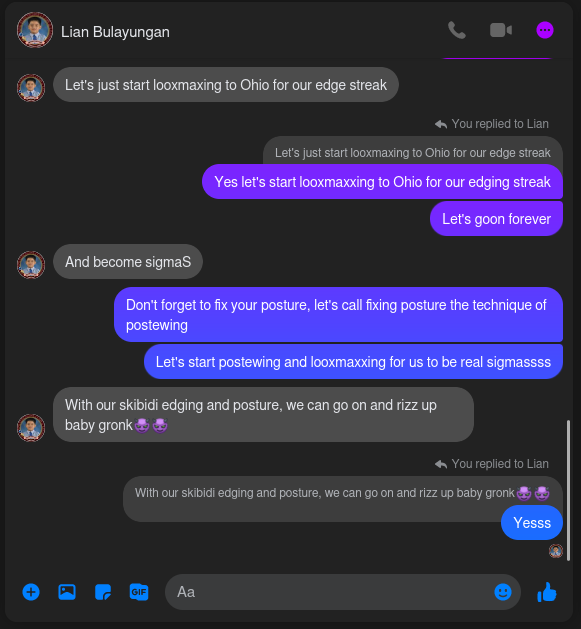 Lian Bulayungan
Let's just start looxmaxing to Ohio for our edge streak
You replied to Lian
Let's just start looxmaxing to Ohio for our edge streak
Yes let's start looxmaxxing to Ohio for our edging streak
Let's goon forever
And become sigmaS
Don't forget to fix your posture, let's call fixing posture the technique of
postewing
Let's start postewing and looxmaxxing for us to be real sigmassss
With our skibidi edging and posture, we can go on and rizz up
baby gronk
You replied to Lian
With our skibidi edging and posture, we can go on and rizz up baby gronk
Yesss
GIF
Aa